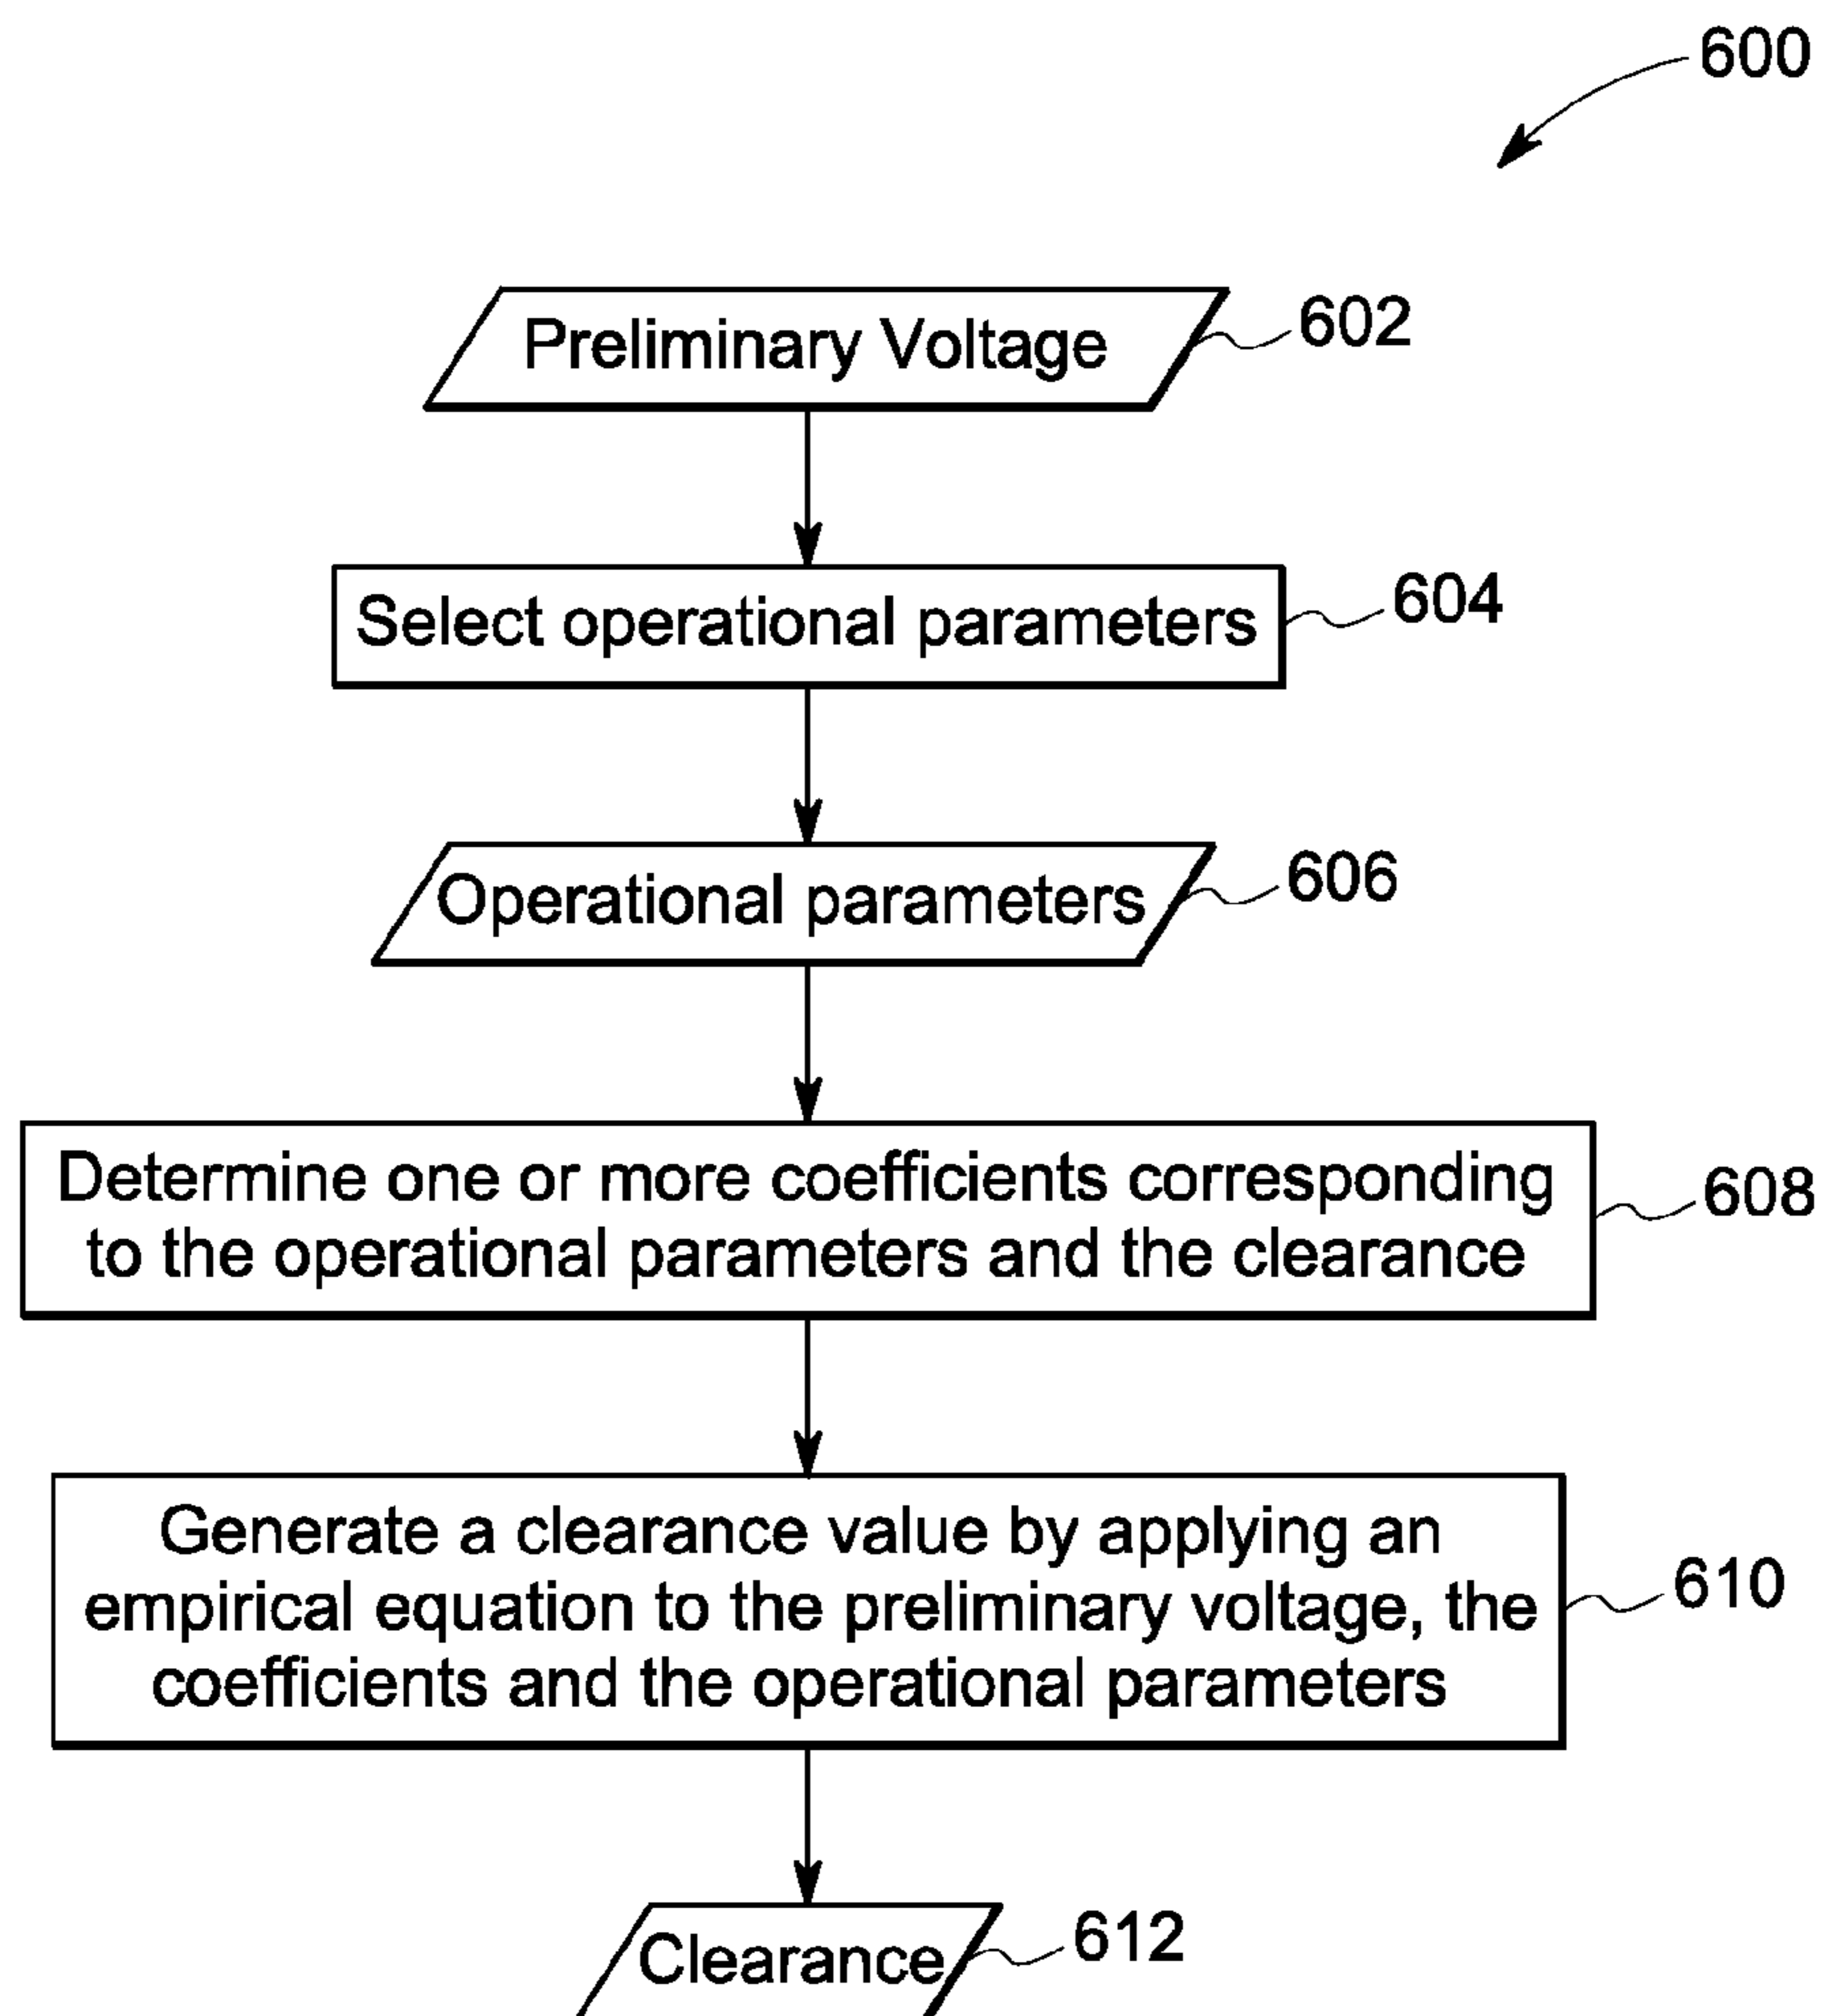 600
Preliminary Voltage
602
Select operational parameters
604
Operational parameters
606
Determine one or more coefficients corresponding
to the operational parameters and the clearance
608
Generate a clearance value by applying an
empirical equation to the preliminary voltage, the
coefficients and the operational parameters
610
Clearance
612